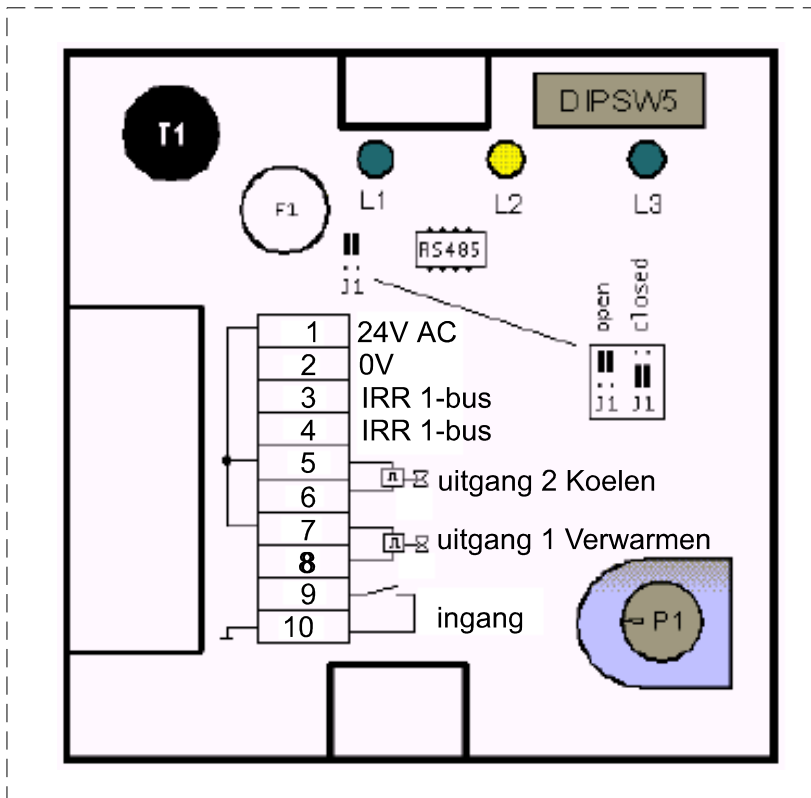 DIPSW5
T1
L1 L2 L3
F1
RS485
J1
open closed
J1 J1
1 24V AC
2 0V
3 IRR 1-bus
4 IRR 1-bus
5
uitgang 2 Koelen
6
7
uitgang 1 Verwarmen
8
9
ingang
10
P1